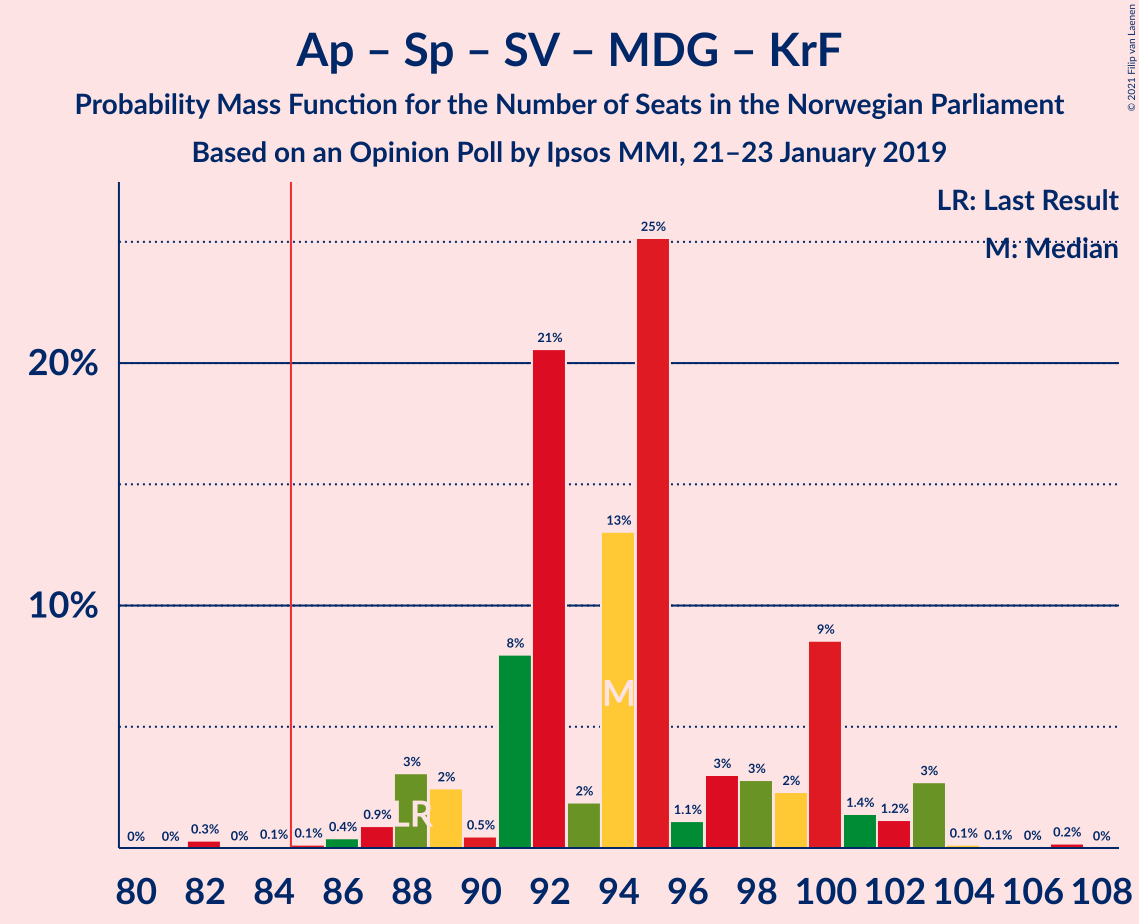 Ap – Sp – SV – MDG – KrF
Probability Mass Function for the Number of Seats in the Norwegian Parliament
Based on an Opinion Poll by Ipsos MMI, 21–23 January 2019
© 2021 Filip van Laenen
LR: Last Result
M: Median
20%
10%
0% 0% 0.3% 0% 0.1% 0.1% 0.4% 0.9% 3% 2% 0.5% 8% 21% 2% 13% 25% 1.1% 3% 3% 2% 9% 1.4% 1.2% 3% 0.1% 0.1% 0% 0.2% 0%
LR
M
80 82 84 86 88 90 92 94 96 98 100 102 104 106 108